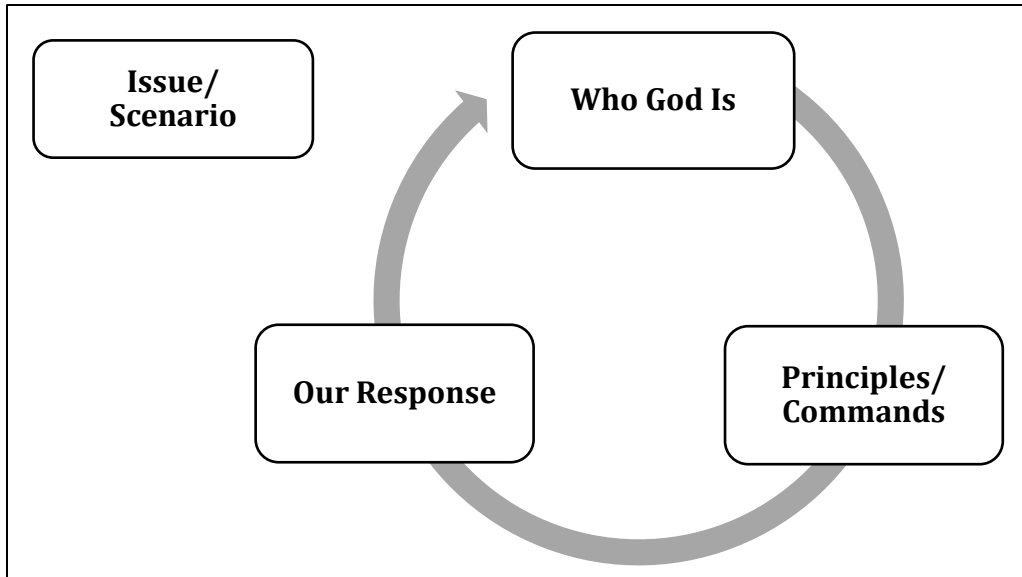 Issue/
Scenario
Who God Is
Our Response
Principles/
Commands